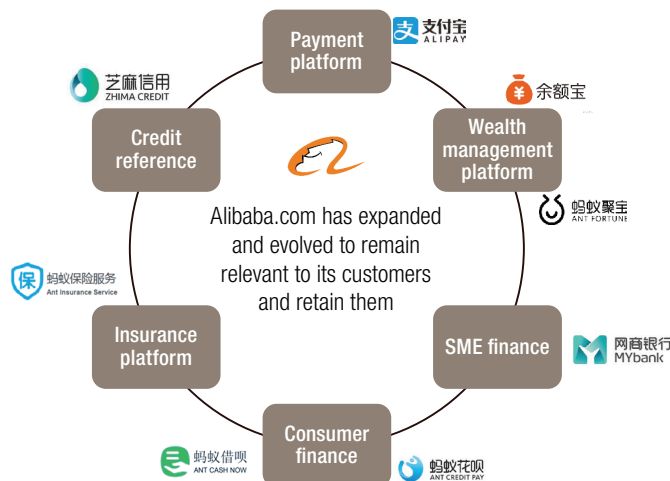 Payment
platform
支付宝
ALIPAY
芝麻信用
ZHIMA CREDIT
余额宝
Credit
reference
Wealth
management
platform
蚂蚁聚宝
ANT FORTUNE
Alibaba.com has expanded
and evolved to remain
relevant to its customers
and retain them
保
蚂蚁保险服务
Ant Insurance Service
Insurance
platform
SME finance
网商银行
MYbank
Consumer
finance
蚂蚁借呗
ANT CASH NOW
蚂蚁花呗
ANT CREDIT PAY